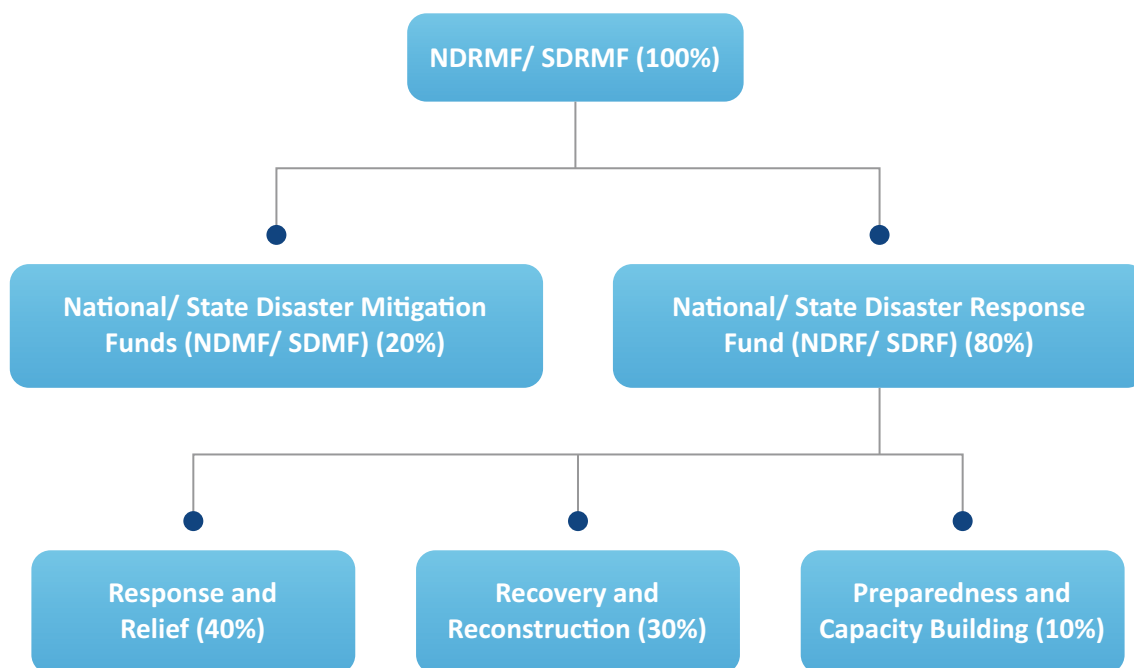 NDRMF/ SDRMF (100%)
National/ State Disaster Mitigation
Funds (NDMF/ SDMF) (20%)
National/ State Disaster Response
Fund (NDRF/ SDRF) (80%)
Response and
Relief (40%)
Recovery and
Reconstruction (30%)
Preparedness and
Capacity Building (10%)